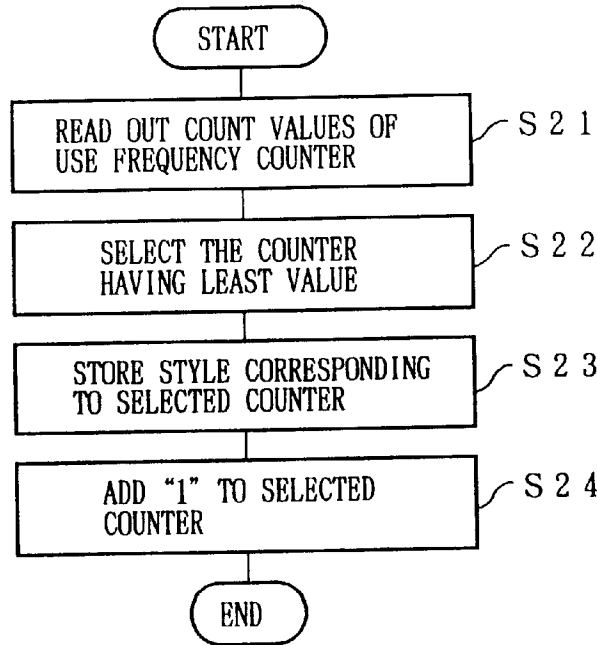 START
READ OUT COUNT VALUES OF
USE FREQUENCY COUNTER
S21
SELECT THE COUNTER
HAVING LEAST VALUE
S22
STORE STYLE CORRESPONDING
TO SELECTED COUNTER
S23
ADD “1” TO SELECTED
COUNTER
S24
END